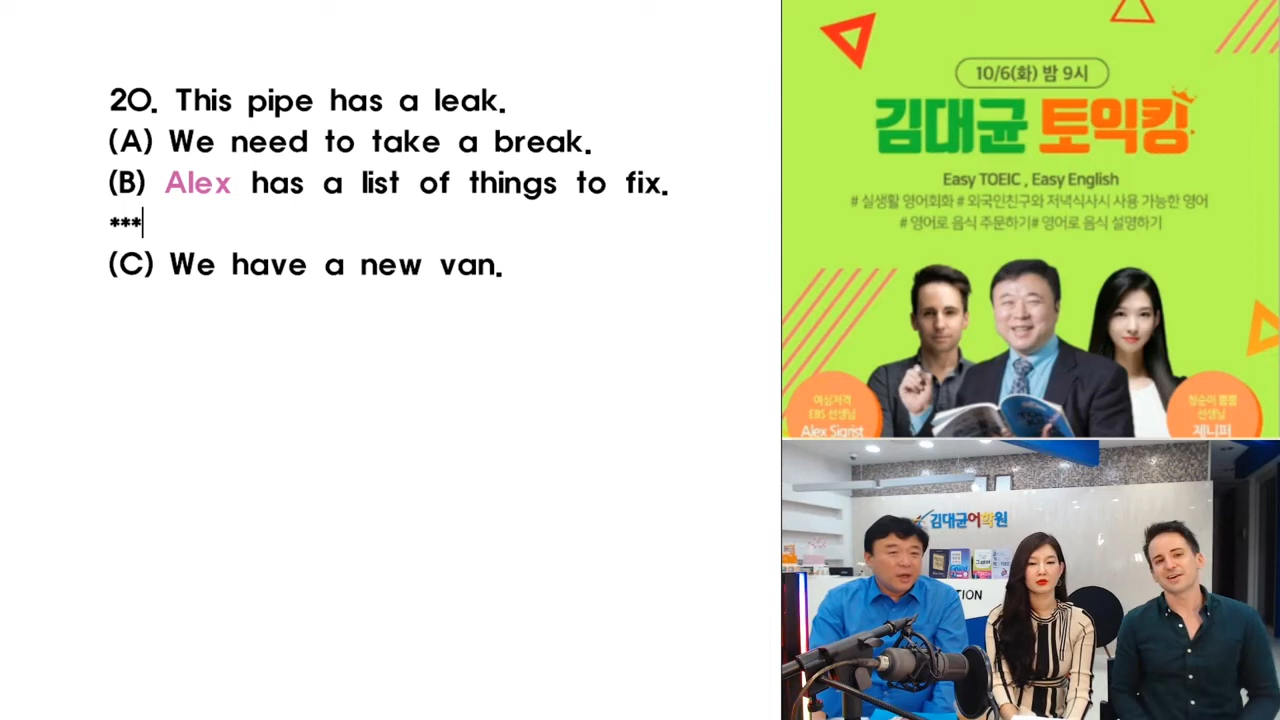 20. This pipe has a leak.
(A) We need to take a break.
(B) Alex has a list of things to fix.
***
(C) We have a new van.
10/6(화) 밤 9시
김대균 토익킹
Easy TOEIC , Easy English
# 실생활 영어회화 # 외국인친구와 저녁식사시 사용 가능한 영어
# 영어로 음식 주문하기# 영어로 음식 설명하기
EBS 선생님
Alex Sigrist
선생님
제니퍼
김대균어학원